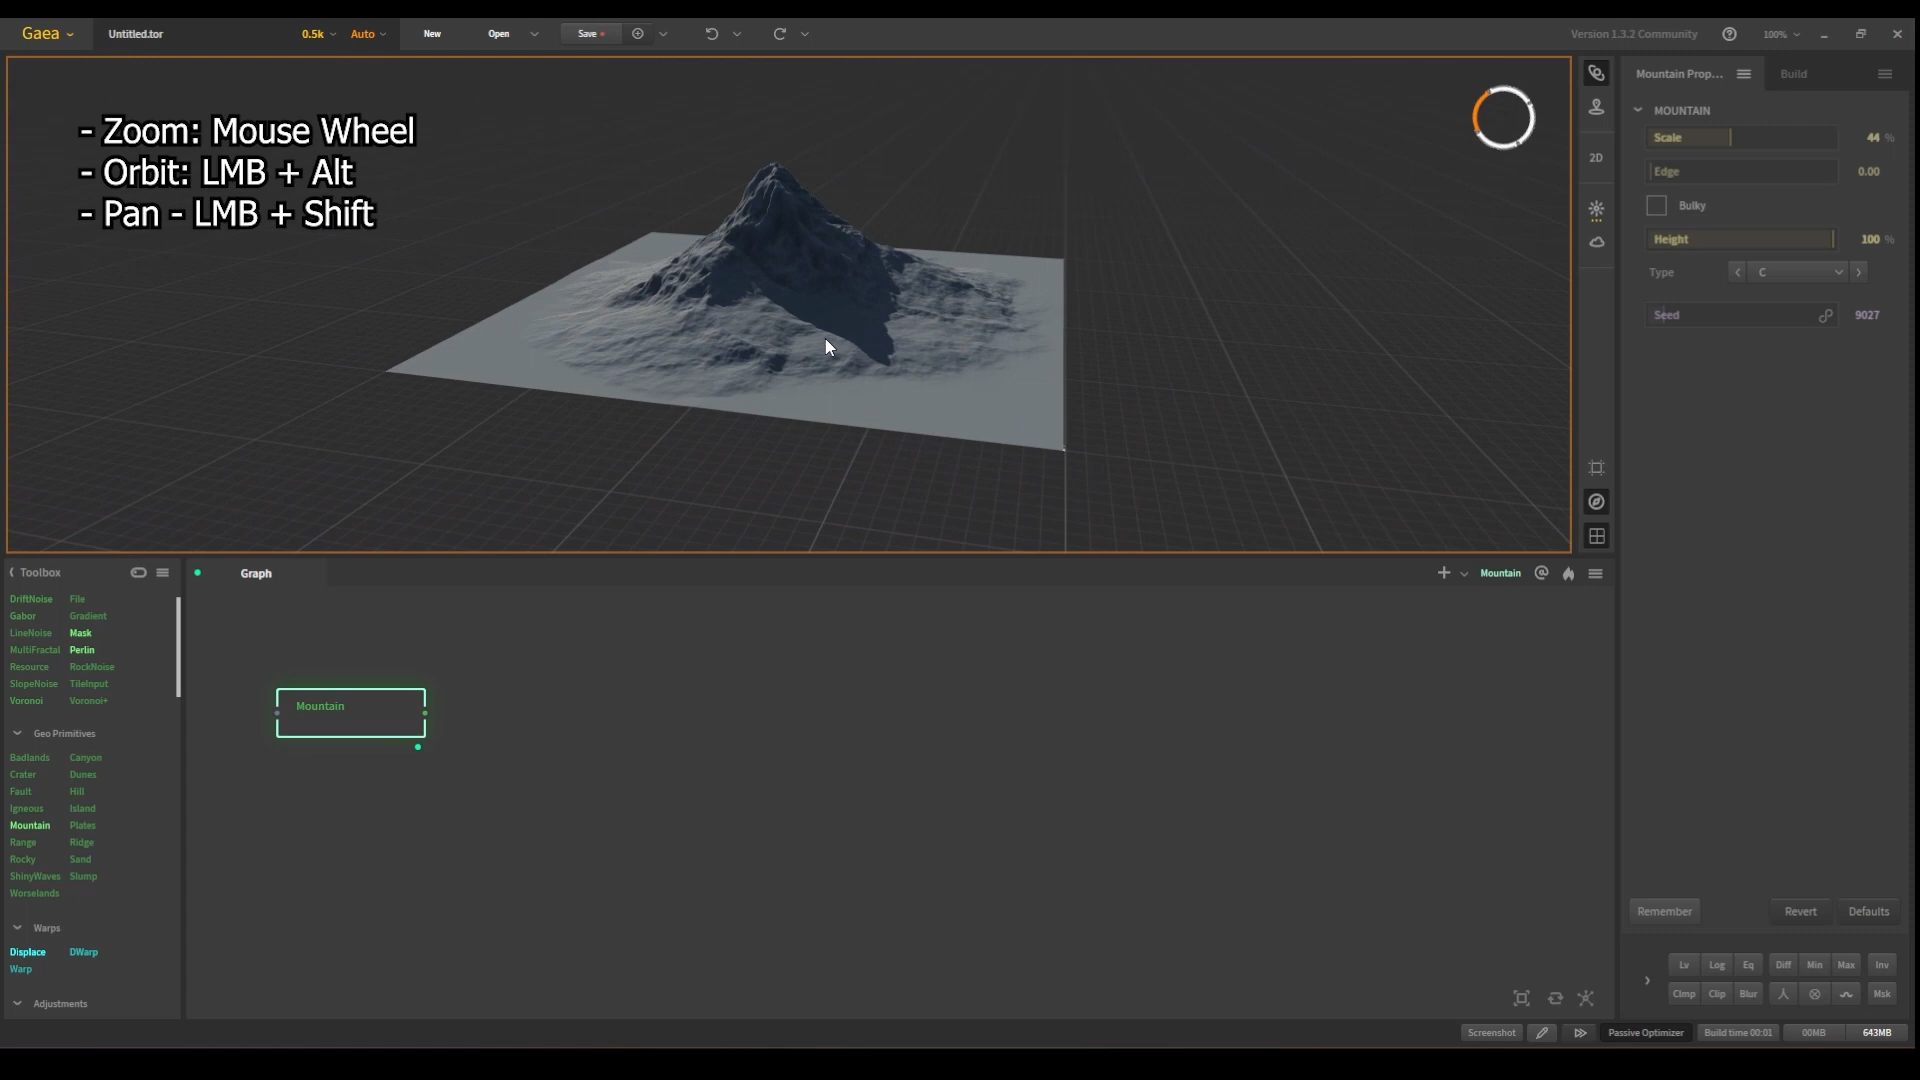 Gaea
Untitled.tor
0.5k
Auto
New
Open
Save
Version 1.3.2 Community
100%
- Zoom: Mouse Wheel
- Orbit: LMB + Alt
- Pan - LMB + Shift
2D
Mountain Prop...
Build
MOUNTAIN
Scale 44 %
Edge 0.00
Bulky
Height 100 %
Type C
Seed 9027
Remember Revert Defaults
Lv Log Eq Diff Min Max Inv
Clmp Clip Blur Msk
Toolbox
DriftNoise File
Gabor Gradient
LineNoise Mask
MultiFractal Perlin
Resource RockNoise
SlopeNoise TileInput
Voronoi Voronoi+
Geo Primitives
Badlands Canyon
Crater Dunes
Fault Hill
Igneous Island
Mountain Plates
Range Ridge
Rocky Sand
ShinyWaves Slump
Worselands
Warps
Displace DWarp
Warp
Adjustments
Graph
Mountain
Mountain
Screenshot
Passive Optimizer
Build time 00:01
00MB
643MB